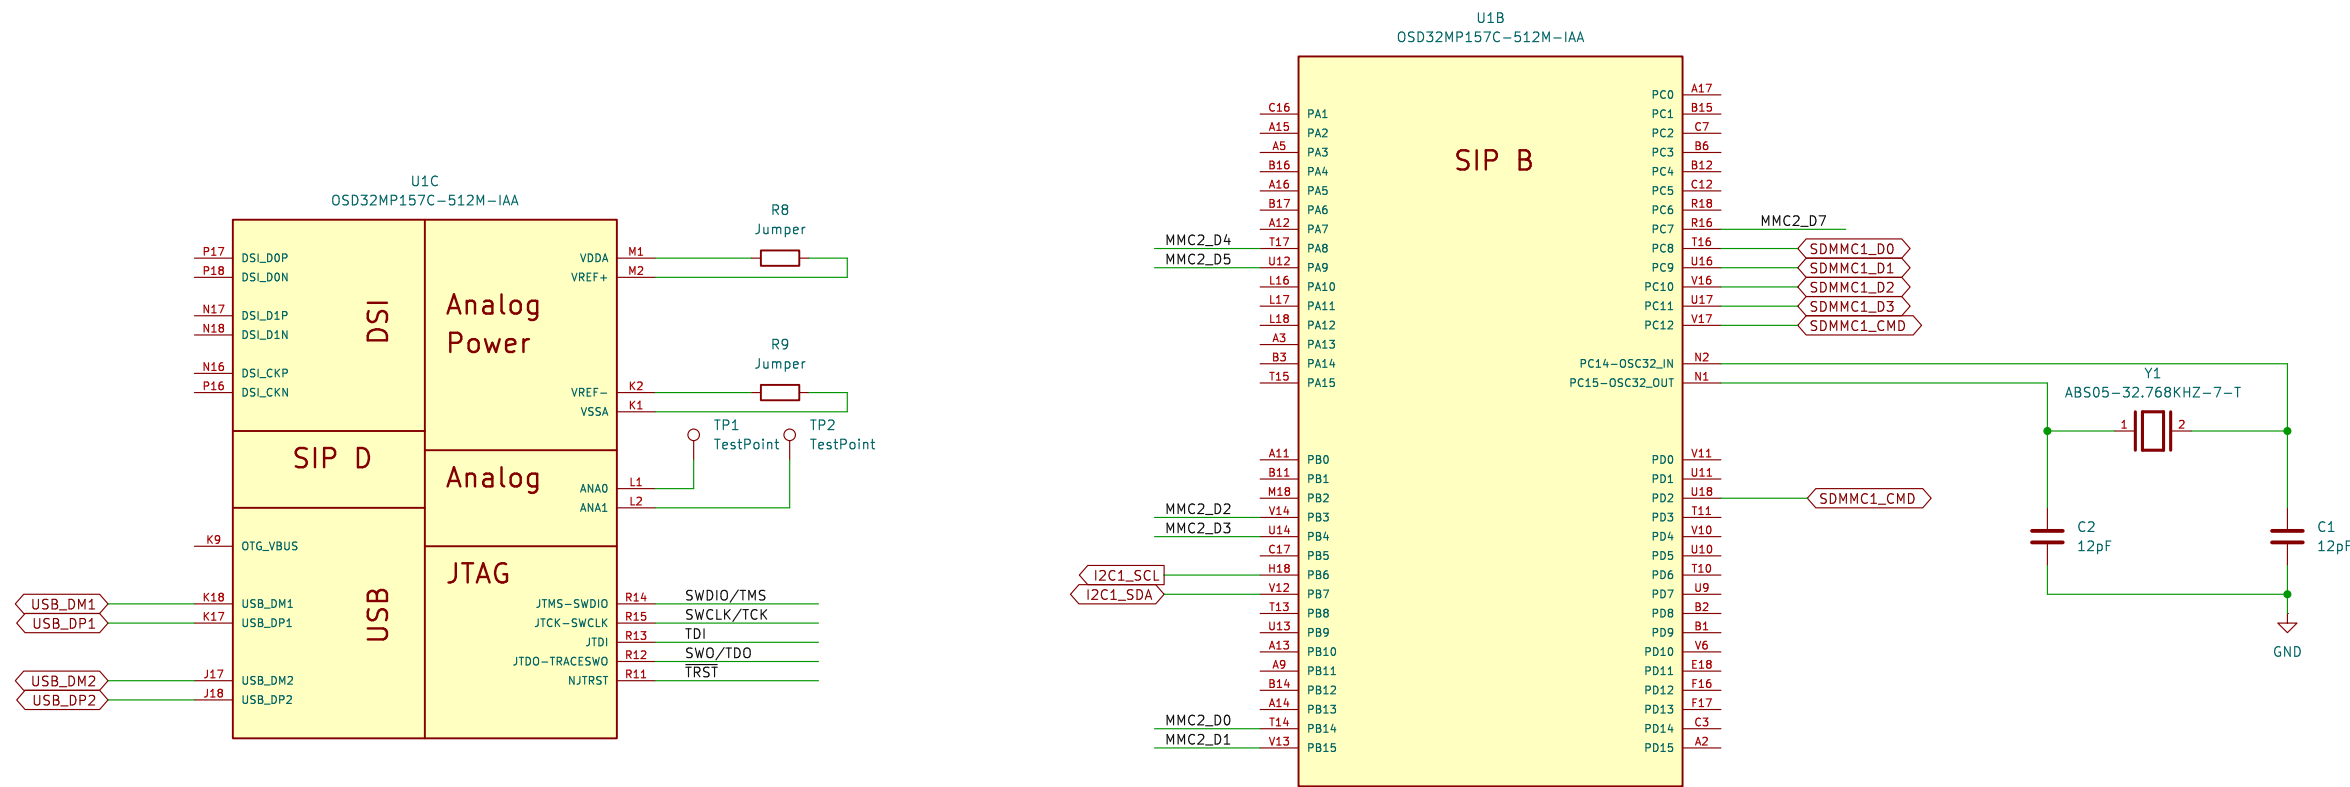 U1C
OSD32MP157C-512M-IAA
P17 DSI_D0P
P18 DSI_D0N
N17 DSI_D1P
N18 DSI_D1N
N16 DSI_CKP
P16 DSI_CKN
DSI
SIP D
K9 OTG_VBUS
USB_DM1 K18 USB_DM1
USB_DP1 K17 USB_DP1
USB_DM2 J17 USB_DM2
USB_DP2 J18 USB_DP2
USB
Analog
Power
VDDA M1
VREF+ M2
VREF- K2
VSSA K1
R8
Jumper
R9
Jumper
Analog
ANA0 L1
ANA1 L2
TP1
TestPoint
TP2
TestPoint
JTAG
JTMS-SWDIO R14 SWDIO/TMS
JTCK-SWCLK R15 SWCLK/TCK
JTDI R13 TDI
JTDO-TRACESWO R12 SWO/TDO
NJTRST R11 TRST
U1B
OSD32MP157C-512M-IAA
SIP B
C16 PA1
A15 PA2
A5 PA3
B16 PA4
A16 PA5
B17 PA6
A12 PA7
MMC2_D4 T17 PA8
MMC2_D5 U12 PA9
L16 PA10
L17 PA11
L18 PA12
A3 PA13
B3 PA14
T15 PA15
A11 PB0
B11 PB1
M18 PB2
MMC2_D2 V14 PB3
MMC2_D3 U14 PB4
C17 PB5
I2C1_SCL H18 PB6
I2C1_SDA V12 PB7
T13 PB8
U13 PB9
A13 PB10
A9 PB11
B14 PB12
A14 PB13
MMC2_D0 T14 PB14
MMC2_D1 V13 PB15
PC0 A17
PC1 B15
PC2 C7
PC3 B6
PC4 B12
PC5 C12
PC6 R18
PC7 R16 MMC2_D7
PC8 T16 SDMMC1_D0
PC9 U16 SDMMC1_D1
PC10 V16 SDMMC1_D2
PC11 U17 SDMMC1_D3
PC12 V17 SDMMC1_CMD
PC14-OSC32_IN N2
PC15-OSC32_OUT N1
PD0 V11
PD1 U11
PD2 U18 SDMMC1_CMD
PD3 T11
PD4 V10
PD5 U10
PD6 T10
PD7 U9
PD8 B2
PD9 B1
PD10 V6
PD11 E18
PD12 F16
PD13 F17
PD14 C3
PD15 A2
Y1
ABS05-32.768KHZ-7-T
1 2
C2
12pF
C1
12pF
GND